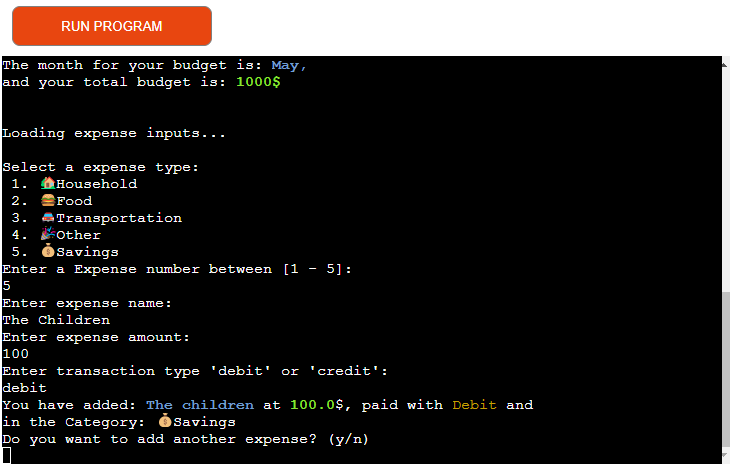 RUN PROGRAM
The month for your budget is: May,
and your total budget is: 1000$
Loading expense inputs...
Select a expense type:
1. 🏠Household
2. 🍔Food
3. 🚘Transportation
4. 🎉Other
5. 💰Savings
Enter a Expense number between [1 - 5]:
5
Enter expense name:
The Children
Enter expense amount:
100
Enter transaction type 'debit' or 'credit':
debit
You have added: The children at 100.0$, paid with Debit and
in the Category: 💰Savings
Do you want to add another expense? (y/n)